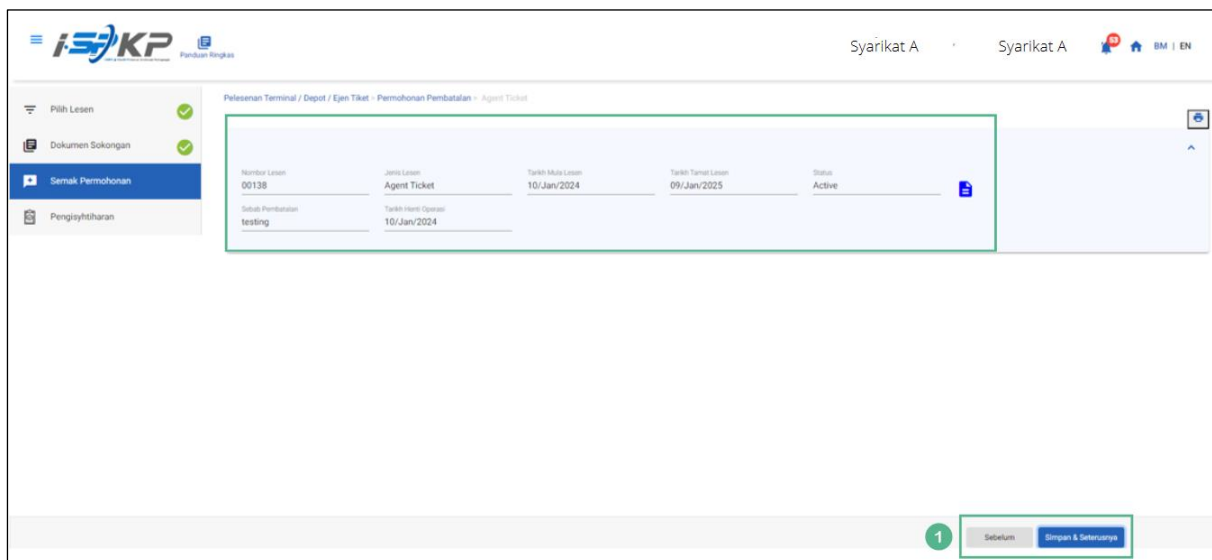 i-SPKP
Panduan Ringkas
Syarikat A
Syarikat A
53
BM | EN
Pilih Lesen
Dokumen Sokongan
Semak Permohonan
Pengisytiharan
Pelesenan Terminal / Depot / Ejen Tiket > Permohonan Pembatalan > Agent Ticket
Nombor Lesen
00138
Jenis Lesen
Agent Ticket
Tarikh Mula Lesen
10/Jan/2024
Tarikh Tamat Lesen
09/Jan/2025
Status
Active
Sebab Pembatalan
testing
Tarikh Henti Operasi
10/Jan/2024
1
Sebelum
Simpan & Seterusnya